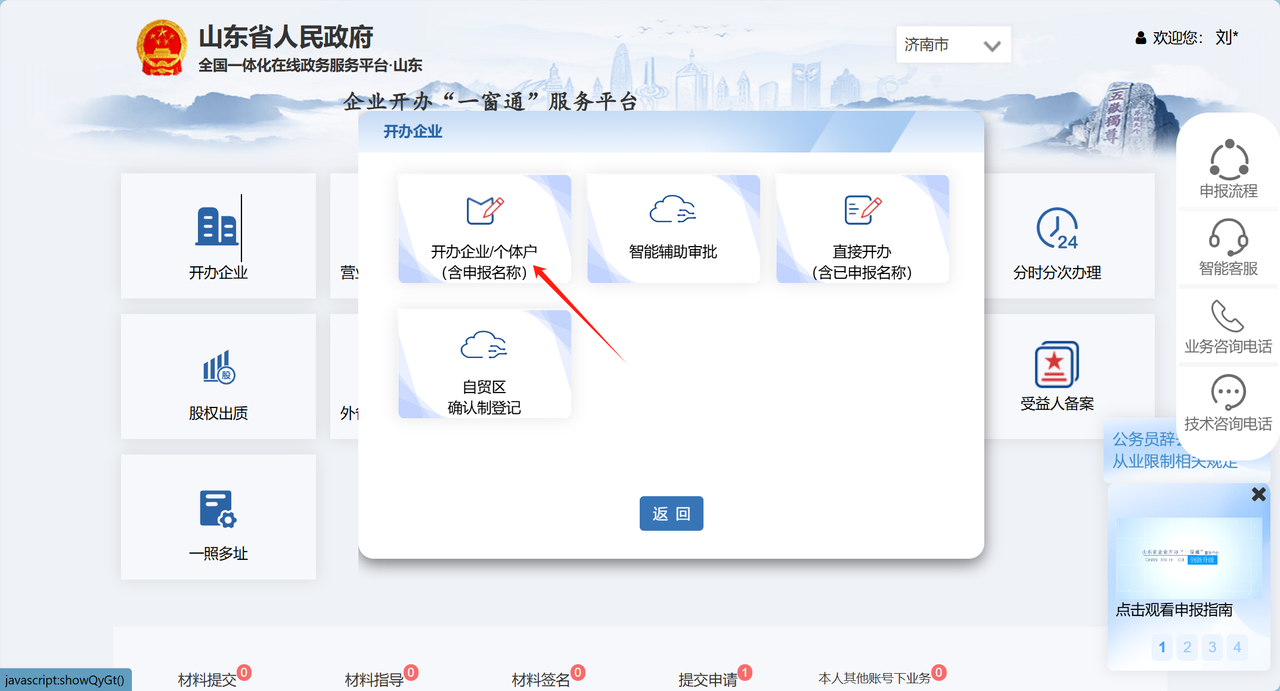 山东省人民政府
全国一体化在线政务服务平台·山东
济南市
欢迎您: 刘*
企业开办“一窗通”服务平台
五嶽獨尊
开办企业
开办企业/个体户
(含申报名称)
智能辅助审批
直接开办
(含已申报名称)
自贸区
确认制登记
返 回
开办企业
营业
分时分次办理
24
股
股权出质
外
受益人备案
一照多址
申报流程
智能客服
业务咨询电话
技术咨询电话
公务员辞
从业限制相关规定
创新升级
点击观看申报指南
1 2 3 4
材料提交 0
材料指导 0
材料签名 0
提交申请 1
本人其他账号下业务 0
javascript:showQyGt()